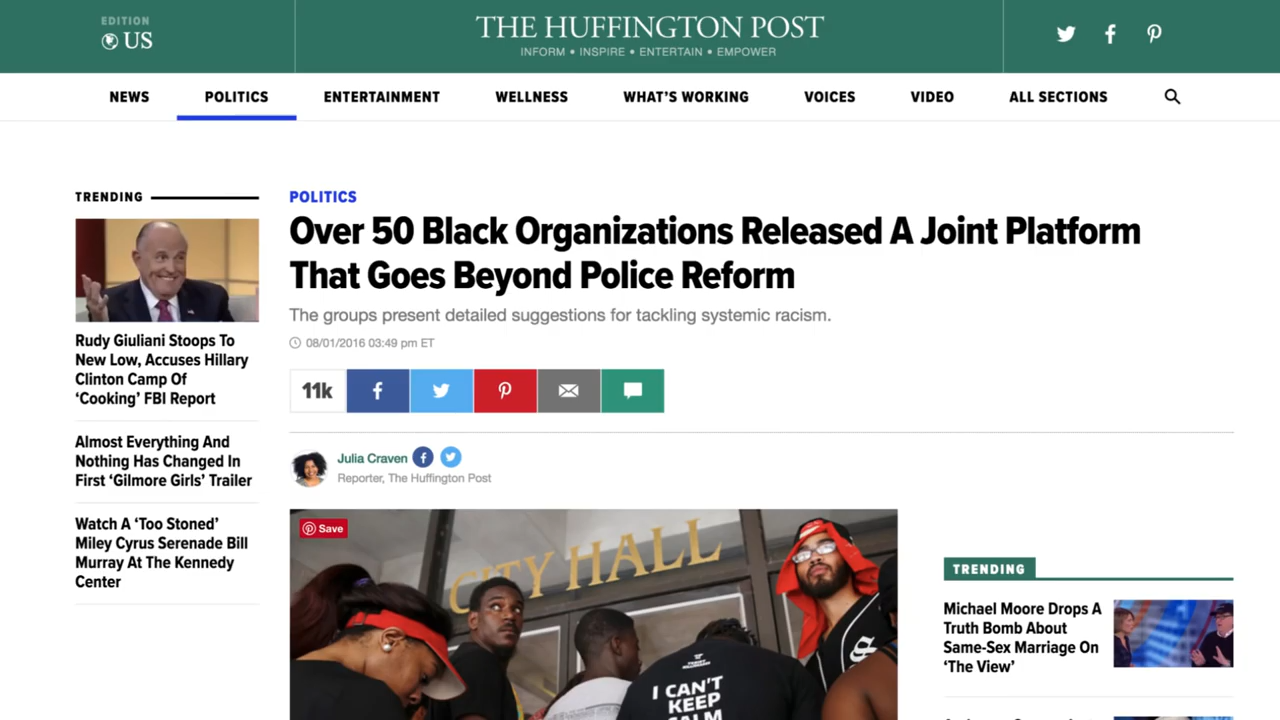 EDITION
US
THE HUFFINGTON POST
INFORM • INSPIRE • ENTERTAIN • EMPOWER
NEWS
POLITICS
ENTERTAINMENT
WELLNESS
WHAT'S WORKING
VOICES
VIDEO
ALL SECTIONS
TRENDING
Rudy Giuliani Stoops To
New Low, Accuses Hillary
Clinton Camp Of
‘Cooking’ FBI Report
Almost Everything And
Nothing Has Changed In
First ‘Gilmore Girls’ Trailer
Watch A ‘Too Stoned’
Miley Cyrus Serenade Bill
Murray At The Kennedy
Center
POLITICS
Over 50 Black Organizations Released A Joint Platform
That Goes Beyond Police Reform
The groups present detailed suggestions for tackling systemic racism.
08/01/2016 03:49 pm ET
11k
Julia Craven
Reporter, The Huffington Post
Save
CITY HALL
I CAN'T
KEEP
CALM
TRENDING
Michael Moore Drops A
Truth Bomb About
Same-Sex Marriage On
‘The View’